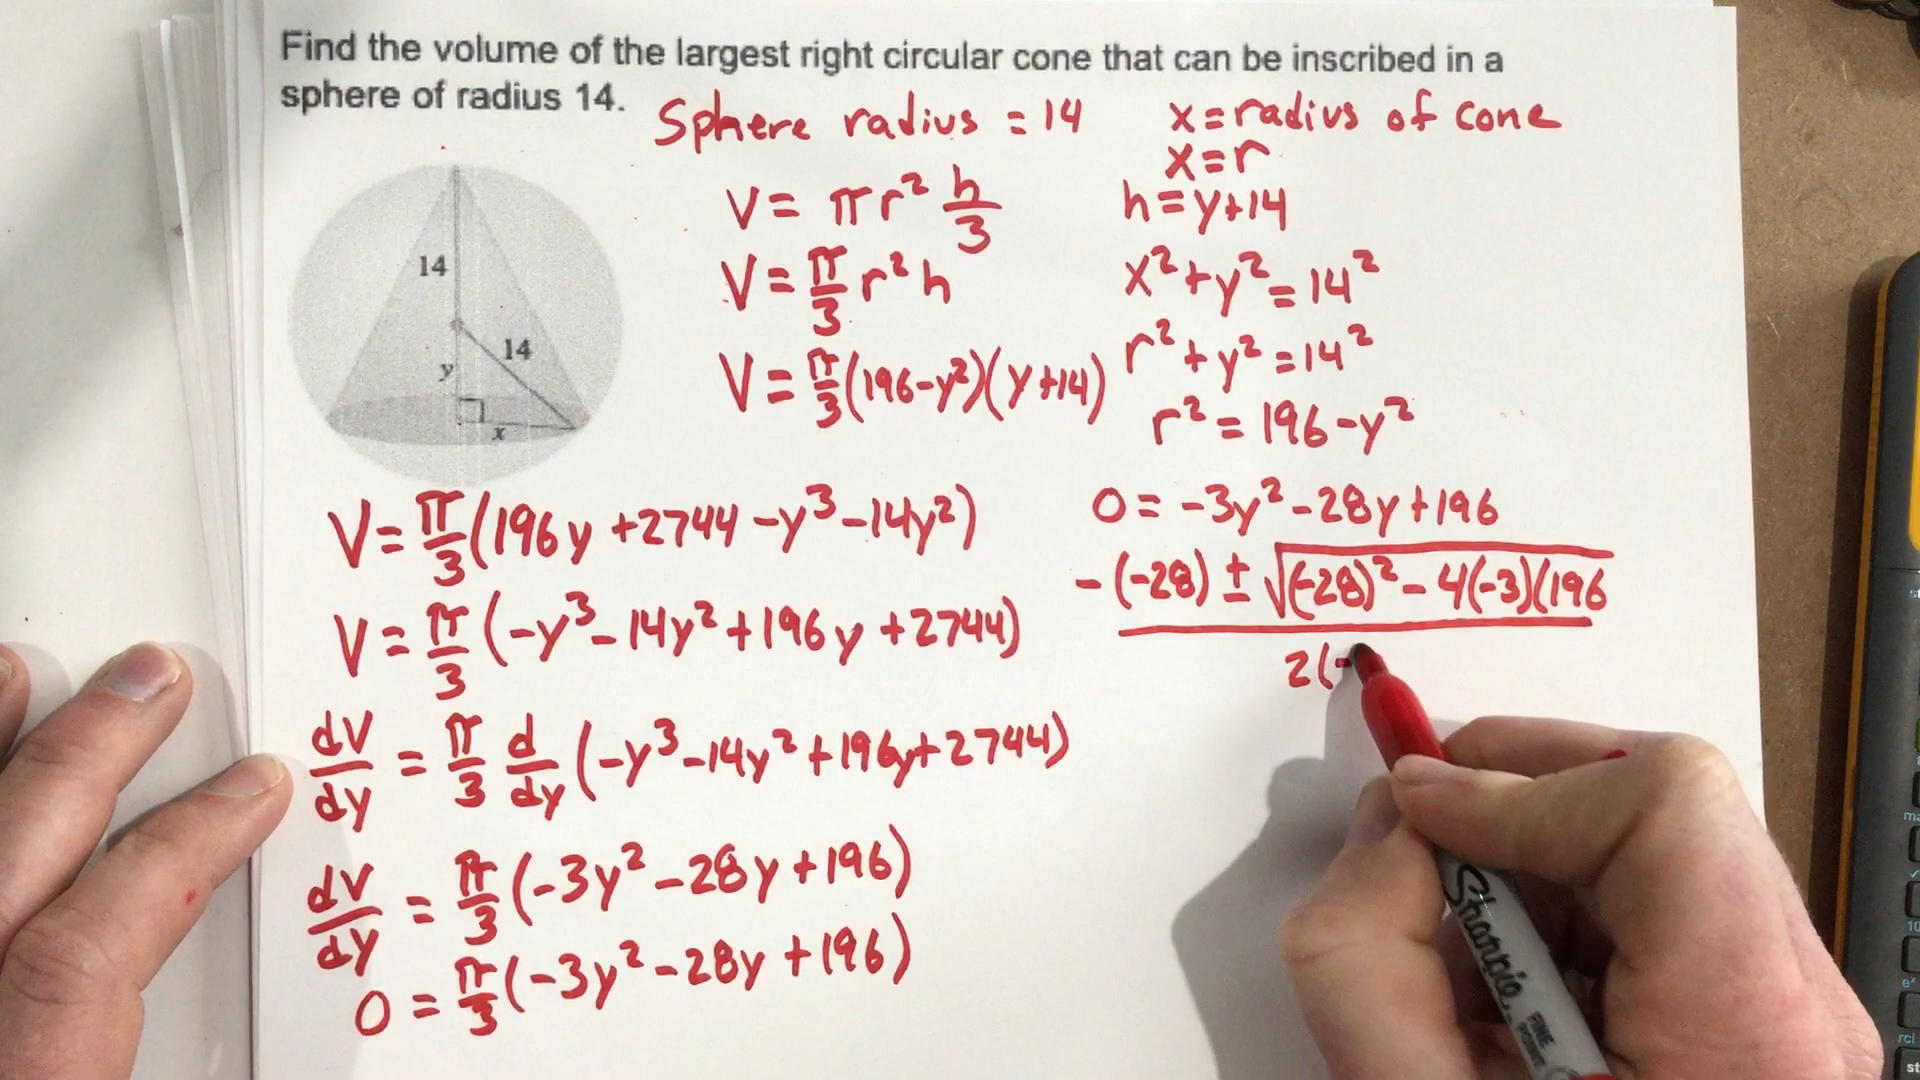 Find the volume of the largest right circular cone that can be inscribed in a
sphere of radius 14.
Sphere radius = 14
x = radius of cone
x = r
h = y+14
V = πr² h/3
V = π/3 r²h
V = π/3 (196-y²)(y+14)
x² + y² = 14²
r² + y² = 14²
r² = 196-y²
14
14
y
x
V = π/3 (196y + 2744 - y³ - 14y²)
V = π/3 (-y³ - 14y² + 196y + 2744)
dV/dy = π/3 d/dy (-y³ - 14y² + 196y + 2744)
dV/dy = π/3 (-3y² - 28y + 196)
0 = π/3 (-3y² - 28y + 196)
0 = -3y² - 28y + 196
-(-28) ± √(-28)² - 4(-3)(196
2(-
Sharpie.
FINE
POINT